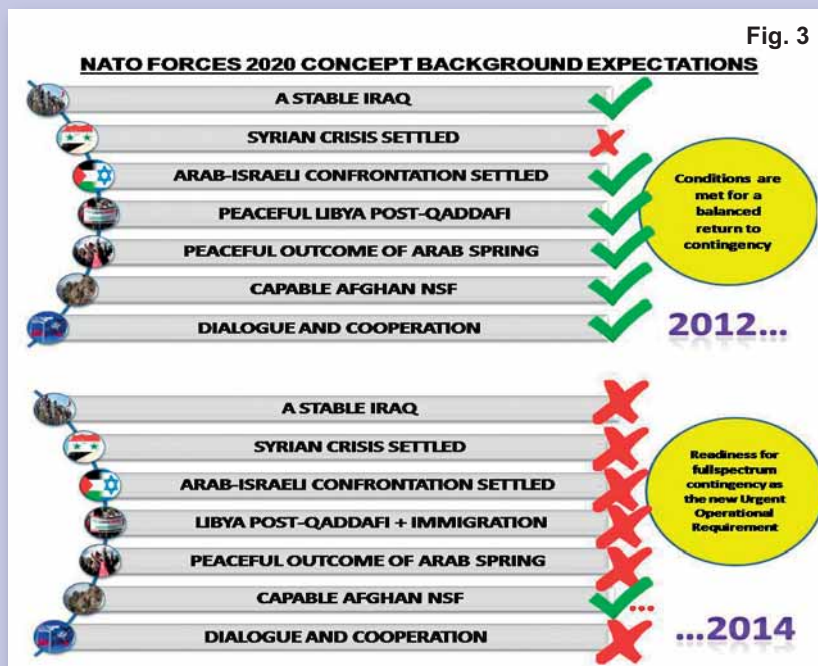 Fig. 3
NATO FORCES 2020 CONCEPT BACKGROUND EXPECTATIONS
A STABLE IRAQ
SYRIAN CRISIS SETTLED
ARAB-ISRAELI CONFRONTATION SETTLED
PEACEFUL LIBYA POST-QADDAFI
PEACEFUL OUTCOME OF ARAB SPRING
CAPABLE AFGHAN NSF
DIALOGUE AND COOPERATION
Conditions are
met for a
balanced
return to
contingency
2012...
A STABLE IRAQ
SYRIAN CRISIS SETTLED
ARAB-ISRAELI CONFRONTATION SETTLED
LIBYA POST-QADDAFI + IMMIGRATION
PEACEFUL OUTCOME OF ARAB SPRING
CAPABLE AFGHAN NSF
...
DIALOGUE AND COOPERATION
Readiness for
fullspectrum
contingency as
the new Urgent
Operational
Requirement
...2014